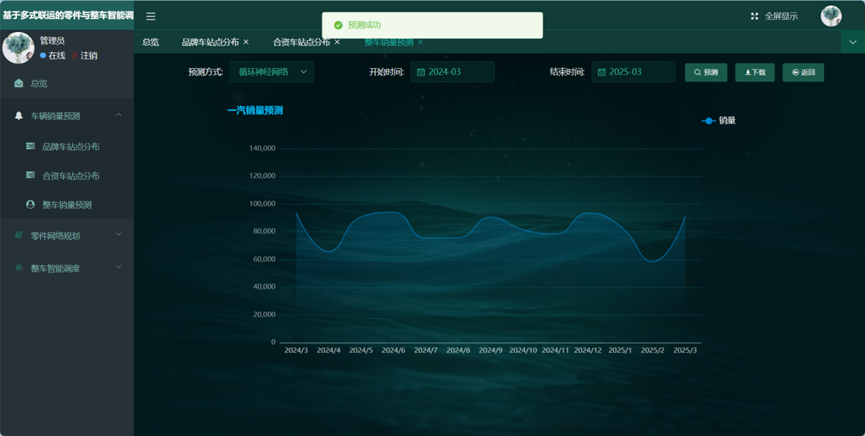 基于多式联运的零件与整车智能调
预测成功
全屏显示
管理员
在线 注销
总览 品牌车站点分布 × 合资车站点分布 × 整车销量预测 ×
预测方式: 循环神经网络 开始时间: 2024-03 结束时间: 2025-03 预测 下载 返回
总览
车辆销量预测
品牌车站点分布
合资车站点分布
整车销量预测
零件网络规划
整车智能调度
一汽销量预测
销量
140,000
120,000
100,000
80,000
60,000
40,000
20,000
0
2024/3 2024/4 2024/5 2024/6 2024/7 2024/8 2024/9 2024/10 2024/11 2024/12 2025/1 2025/2 2025/3